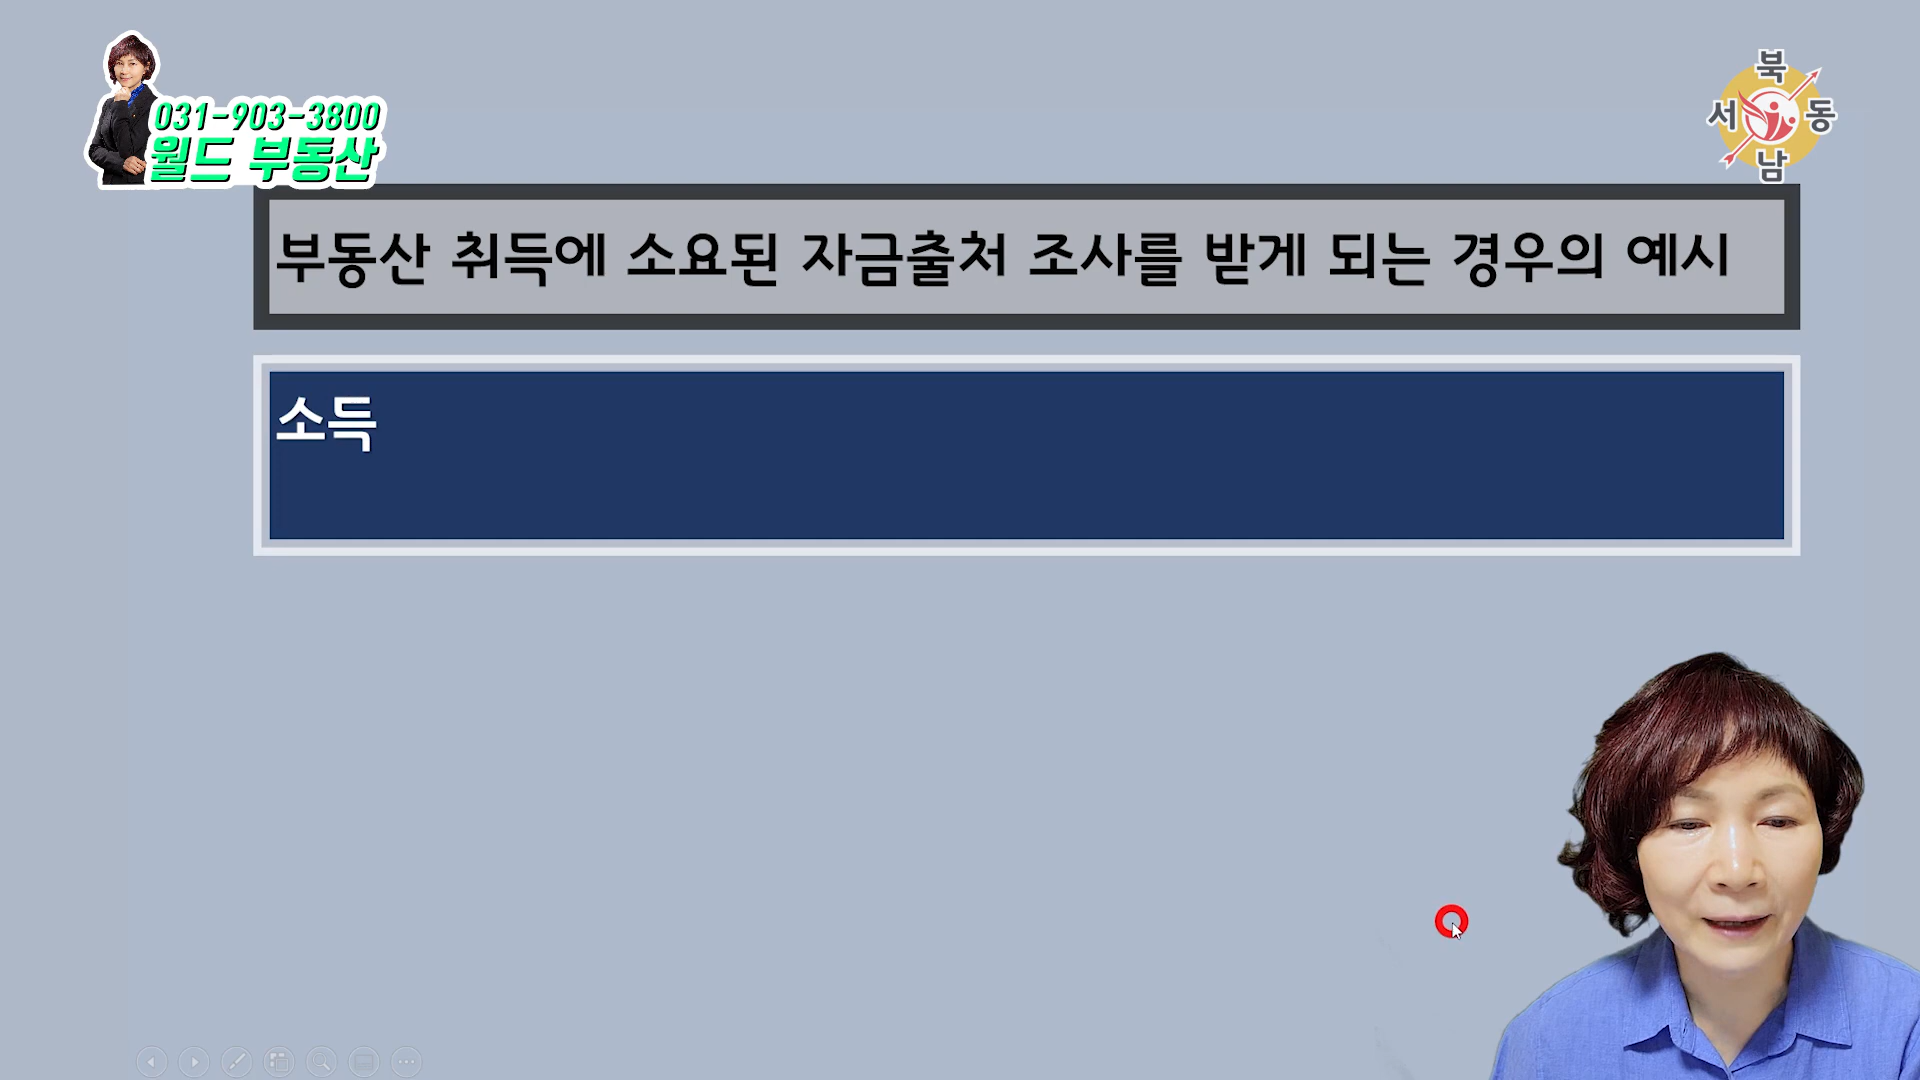 031-903-3800
월드 부동산
북
서
동
남
부동산 취득에 소요된 자금출처 조사를 받게 되는 경우의 예시
소득